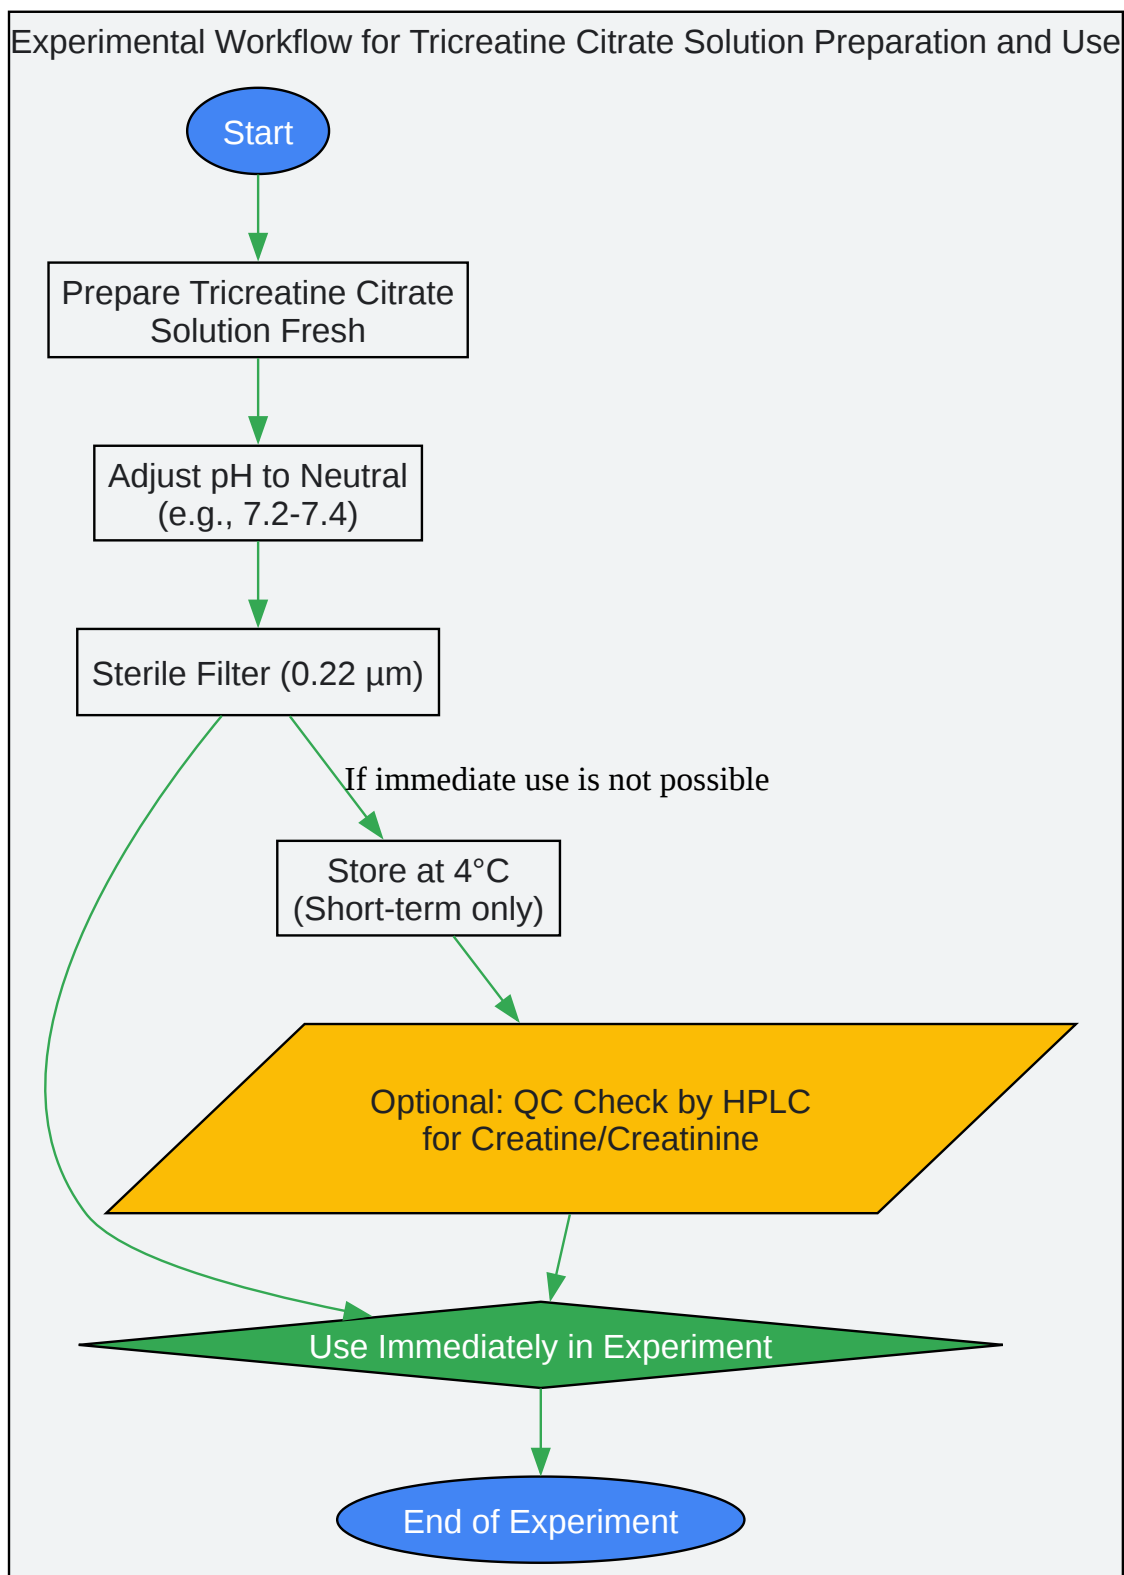 Experimental Workflow for Tricreatine Citrate Solution Preparation and Use
Start
Prepare Tricreatine Citrate
Solution Fresh
Adjust pH to Neutral
(e.g., 7.2-7.4)
Sterile Filter (0.22 µm)
If immediate use is not possible
Store at 4°C
(Short-term only)
Optional: QC Check by HPLC
for Creatine/Creatinine
Use Immediately in Experiment
End of Experiment